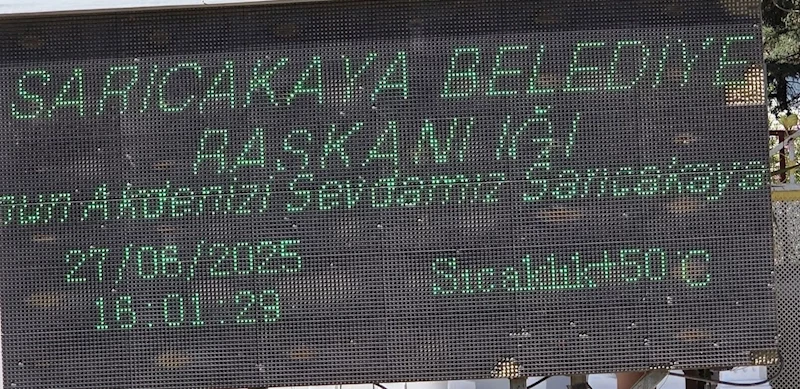 SARICAKAYA BELEDİYE
BAŞKANLIĞI
nun Akdenizi Sevdamız Sarıcakaya
27/06/2025
16:01:29 Sıcaklık+50 C